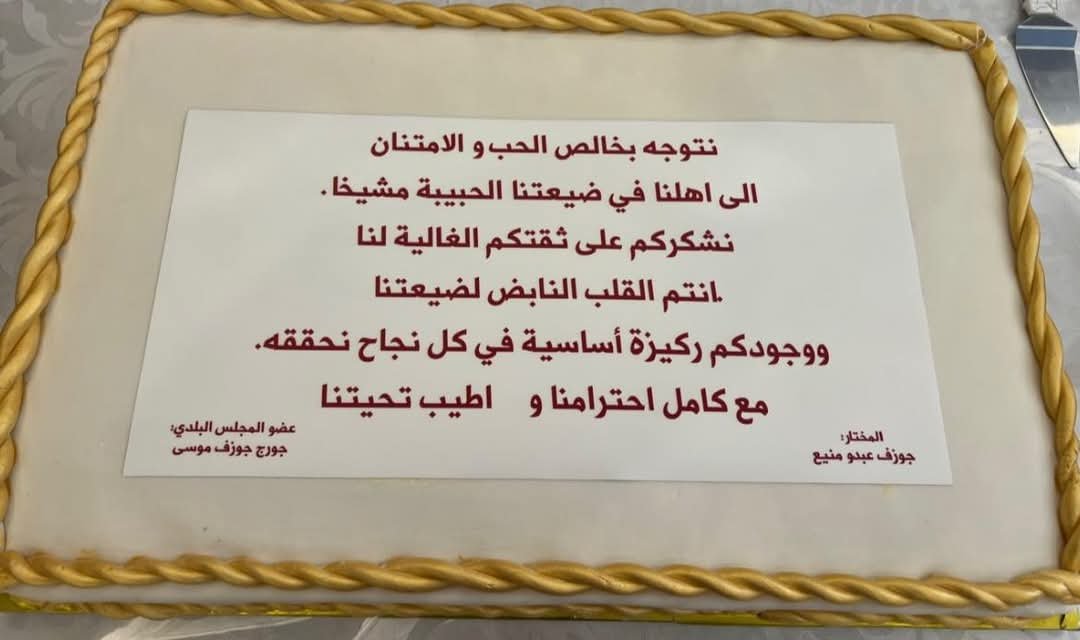 نتوجه بخالص الحب و الامتنان
الى اهلنا في ضيعتنا الحبيبة مشيخا.
نشكركم على ثقتكم الغالية لنا
.انتم القلب النابض لضيعتنا
ووجودكم ركيزة أساسية في كل نجاح نحققه.
مع كامل احترامنا و اطيب تحيتنا
المختار:
جوزف عبدو منيع
عضو المجلس البلدي:
جورج جوزف موسى